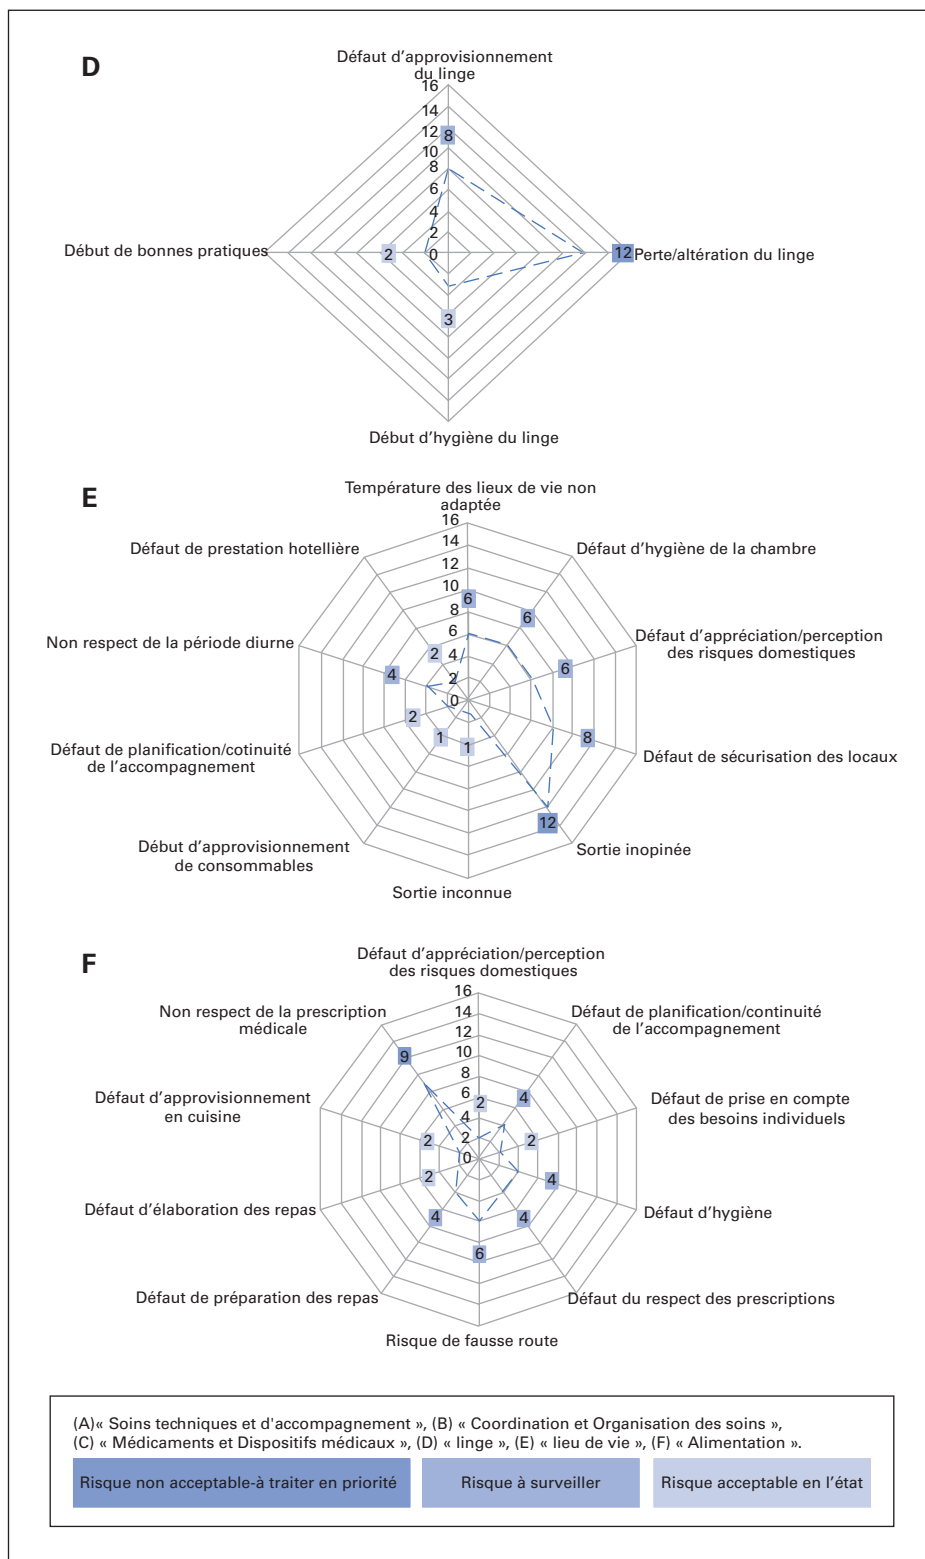 D
Défaut d'approvisionnement
du linge
16
14
12
10
8
6
4
2
0
8
12
Perte/altération du linge
Début de bonnes pratiques
2
3
Début d'hygiène du linge
E
Température des lieux de vie non
adaptée
16
14
12
10
8
6
4
2
0
Défaut de prestation hotellière
Défaut d'hygiène de la chambre
6
6
Non respect de la période diurne
Défaut d'appréciation/perception
des risques domestiques
2
4
6
2
8
1
1
Défaut de planification/cotinuité
de l'accompagnement
Défaut de sécurisation des locaux
12
Début d'approvisionnement
de consommables
Sortie inopinée
Sortie inconnue
F
Défaut d'appréciation/perception
des risques domestiques
16
14
12
10
8
6
4
2
0
Non respect de la prescription
médicale
Défaut de planification/continuité
de l'accompagnement
9
Défaut d'approvisionnement
en cuisine
Défaut de prise en compte
des besoins individuels
2
4
2
2
2
4
Défaut d'élaboration des repas
Défaut d'hygiène
4
4
6
Défaut de préparation des repas
Défaut du respect des prescriptions
Risque de fausse route
(A)« Soins techniques et d'accompagnement », (B) « Coordination et Organisation des soins »,
(C) « Médicaments et Dispositifs médicaux », (D) « linge », (E) « lieu de vie », (F) « Alimentation ».
Risque non acceptable-à traiter en priorité
Risque à surveiller
Risque acceptable en l'état